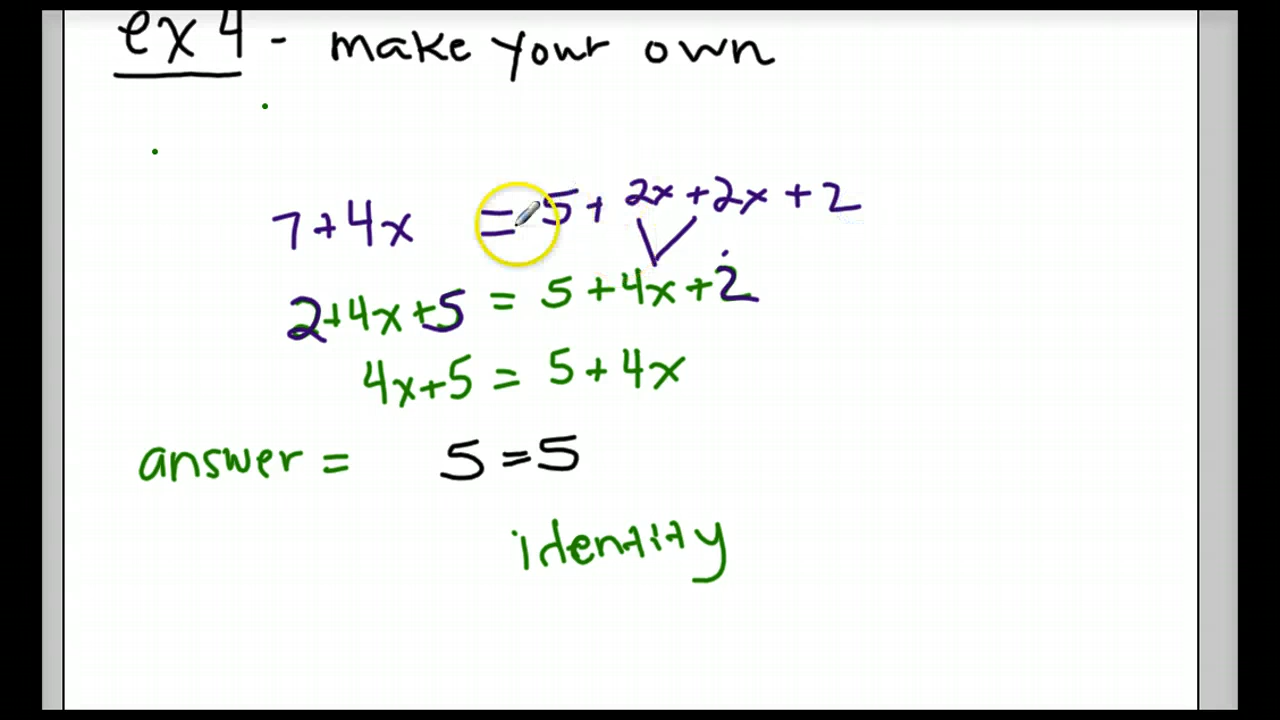 ex 4 - make your own
7+4x = 5+ 2x +2x + 2
2+4x+5 = 5+4x+2
4x+5 = 5+4x
answer = 5=5
identity